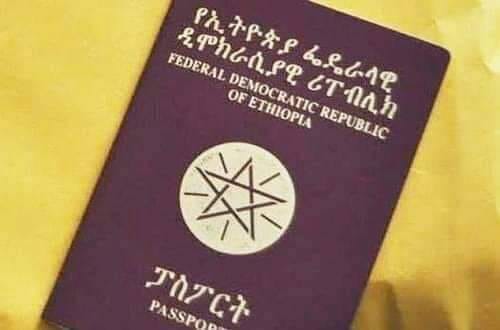 የኢትዮጵያ ፌዴራላዊ
ዲሞክራሲያዊ ሪፐብሊክ
FEDERAL DEMOCRATIC REPUBLIC
OF ETHIOPIA
ፓስፖርት
PASSPORT